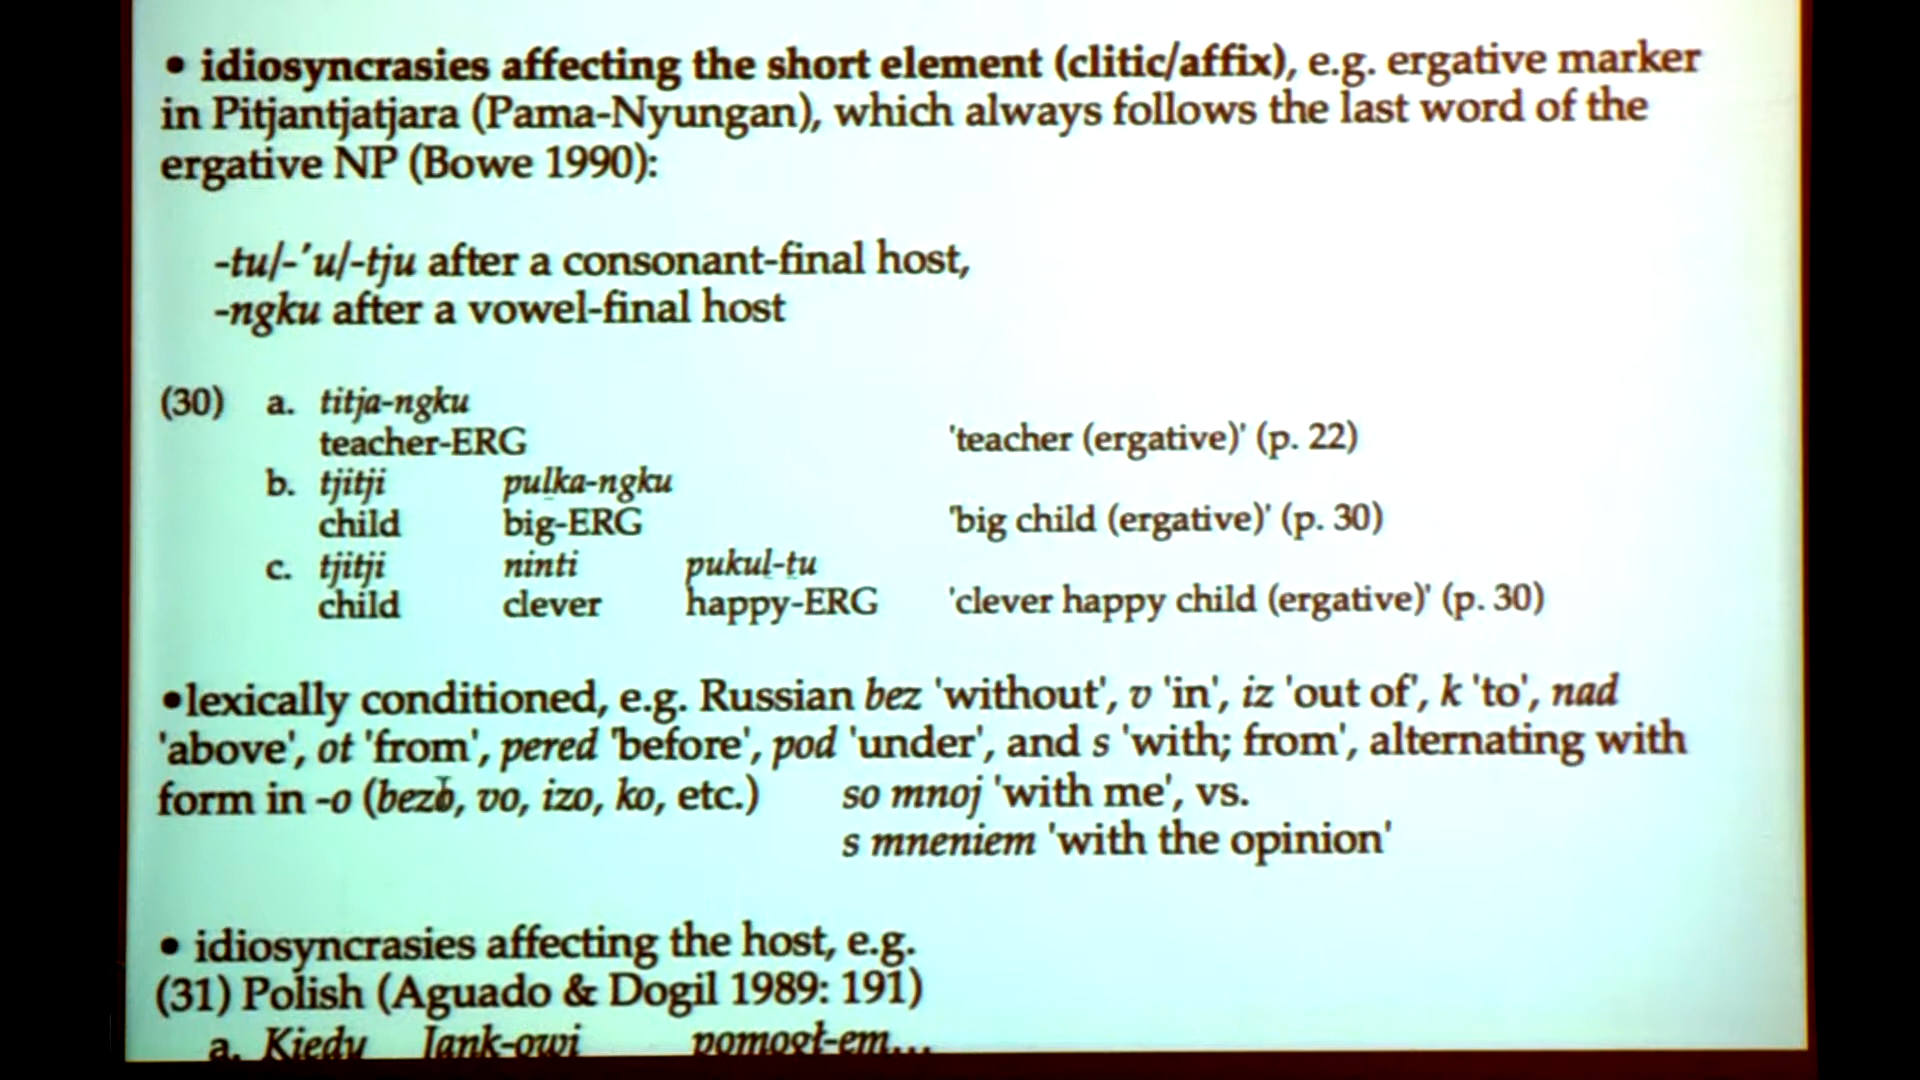 • idiosyncrasies affecting the short element (clitic/affix), e.g. ergative marker
in Pitjantjatjara (Pama-Nyungan), which always follows the last word of the
ergative NP (Bowe 1990):
-tu/-'u/-tju after a consonant-final host,
-ngku after a vowel-final host
(30) a. titja-ngku
teacher-ERG 'teacher (ergative)' (p. 22)
b. tjitji pulka-ngku
child big-ERG 'big child (ergative)' (p. 30)
c. tjitji ninti pukul-tu
child clever happy-ERG 'clever happy child (ergative)' (p. 30)
•lexically conditioned, e.g. Russian bez 'without', v 'in', iz 'out of', k 'to', nad
'above', ot 'from', pered 'before', pod 'under', and s 'with; from', alternating with
form in -o (bezo, vo, izo, ko, etc.) so mnoj 'with me', vs.
s mneniem 'with the opinion'
• idiosyncrasies affecting the host, e.g.
(31) Polish (Aguado & Dogil 1989: 191)
a. Kiedy Jank-owi pomogł-em...